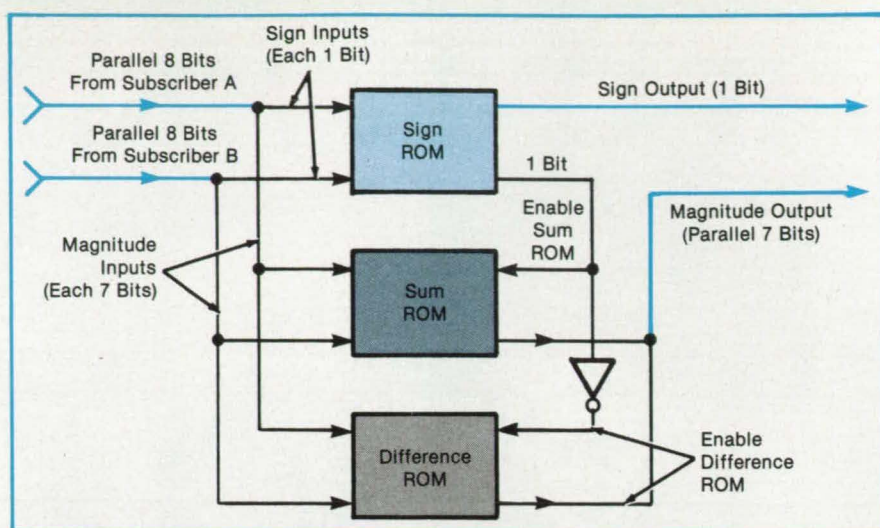 Sign Inputs
(Each 1 Bit)
Parallel 8 Bits
From Subscriber A
Sign Output (1 Bit)
Sign
ROM
Parallel 8 Bits
From Subscriber B
1 Bit
Enable
Sum
ROM
Magnitude Output
(Parallel 7 Bits)
Magnitude
Inputs
(Each 7 Bits)
Sum
ROM
Difference
ROM
Enable
Difference
ROM